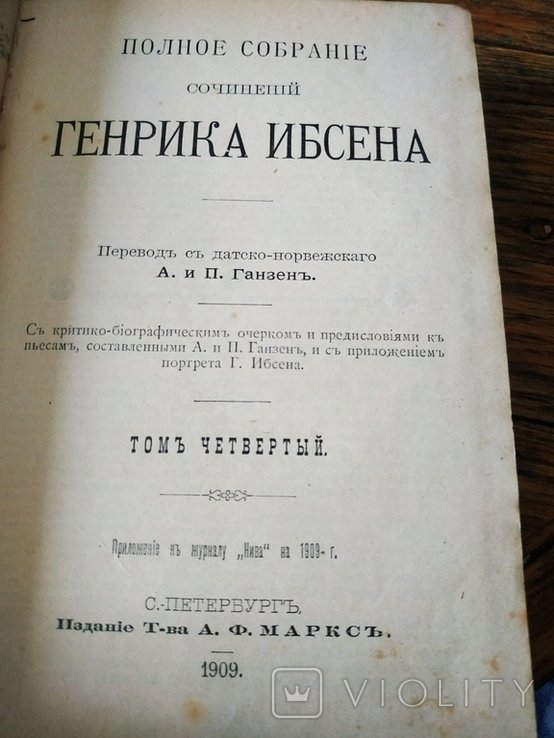 ПОЛНОЕ СОБРАНІЕ
СОЧИНЕНІЙ
ГЕНРИКА ИБСЕНА
Переводъ съ датско-норвежскаго
А. и П. Ганзенъ.
Съ критико-біографическимъ очеркомъ и предисловіями къ
пьесамъ, составленными А. и П. Ганзенъ, и съ приложеніемъ
портрета Г. Ибсена.
ТОМЪ ЧЕТВЕРТЫЙ.
Приложеніе къ журналу „Нива" на 1909- г.
С.-ПЕТЕРБУРГЪ.
Изданіе Т-ва А. Ф. МАРКСЪ.
1909.
VIOLITY